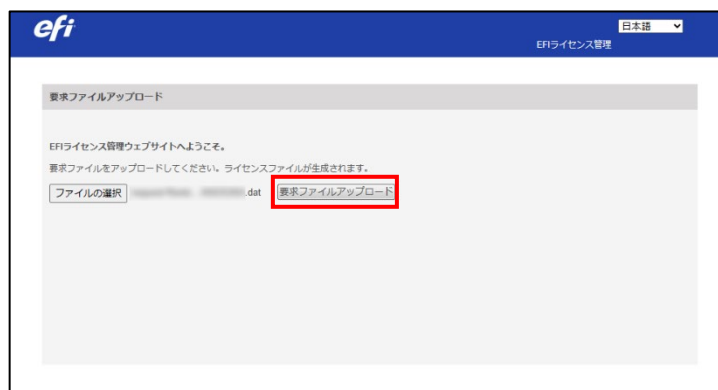 efi
日本語
EFIライセンス管理
要求ファイルアップロード
EFIライセンス管理ウェブサイトへようこそ。
要求ファイルをアップロードしてください。ライセンスファイルが生成されます。
ファイルの選択 .dat 要求ファイルアップロード